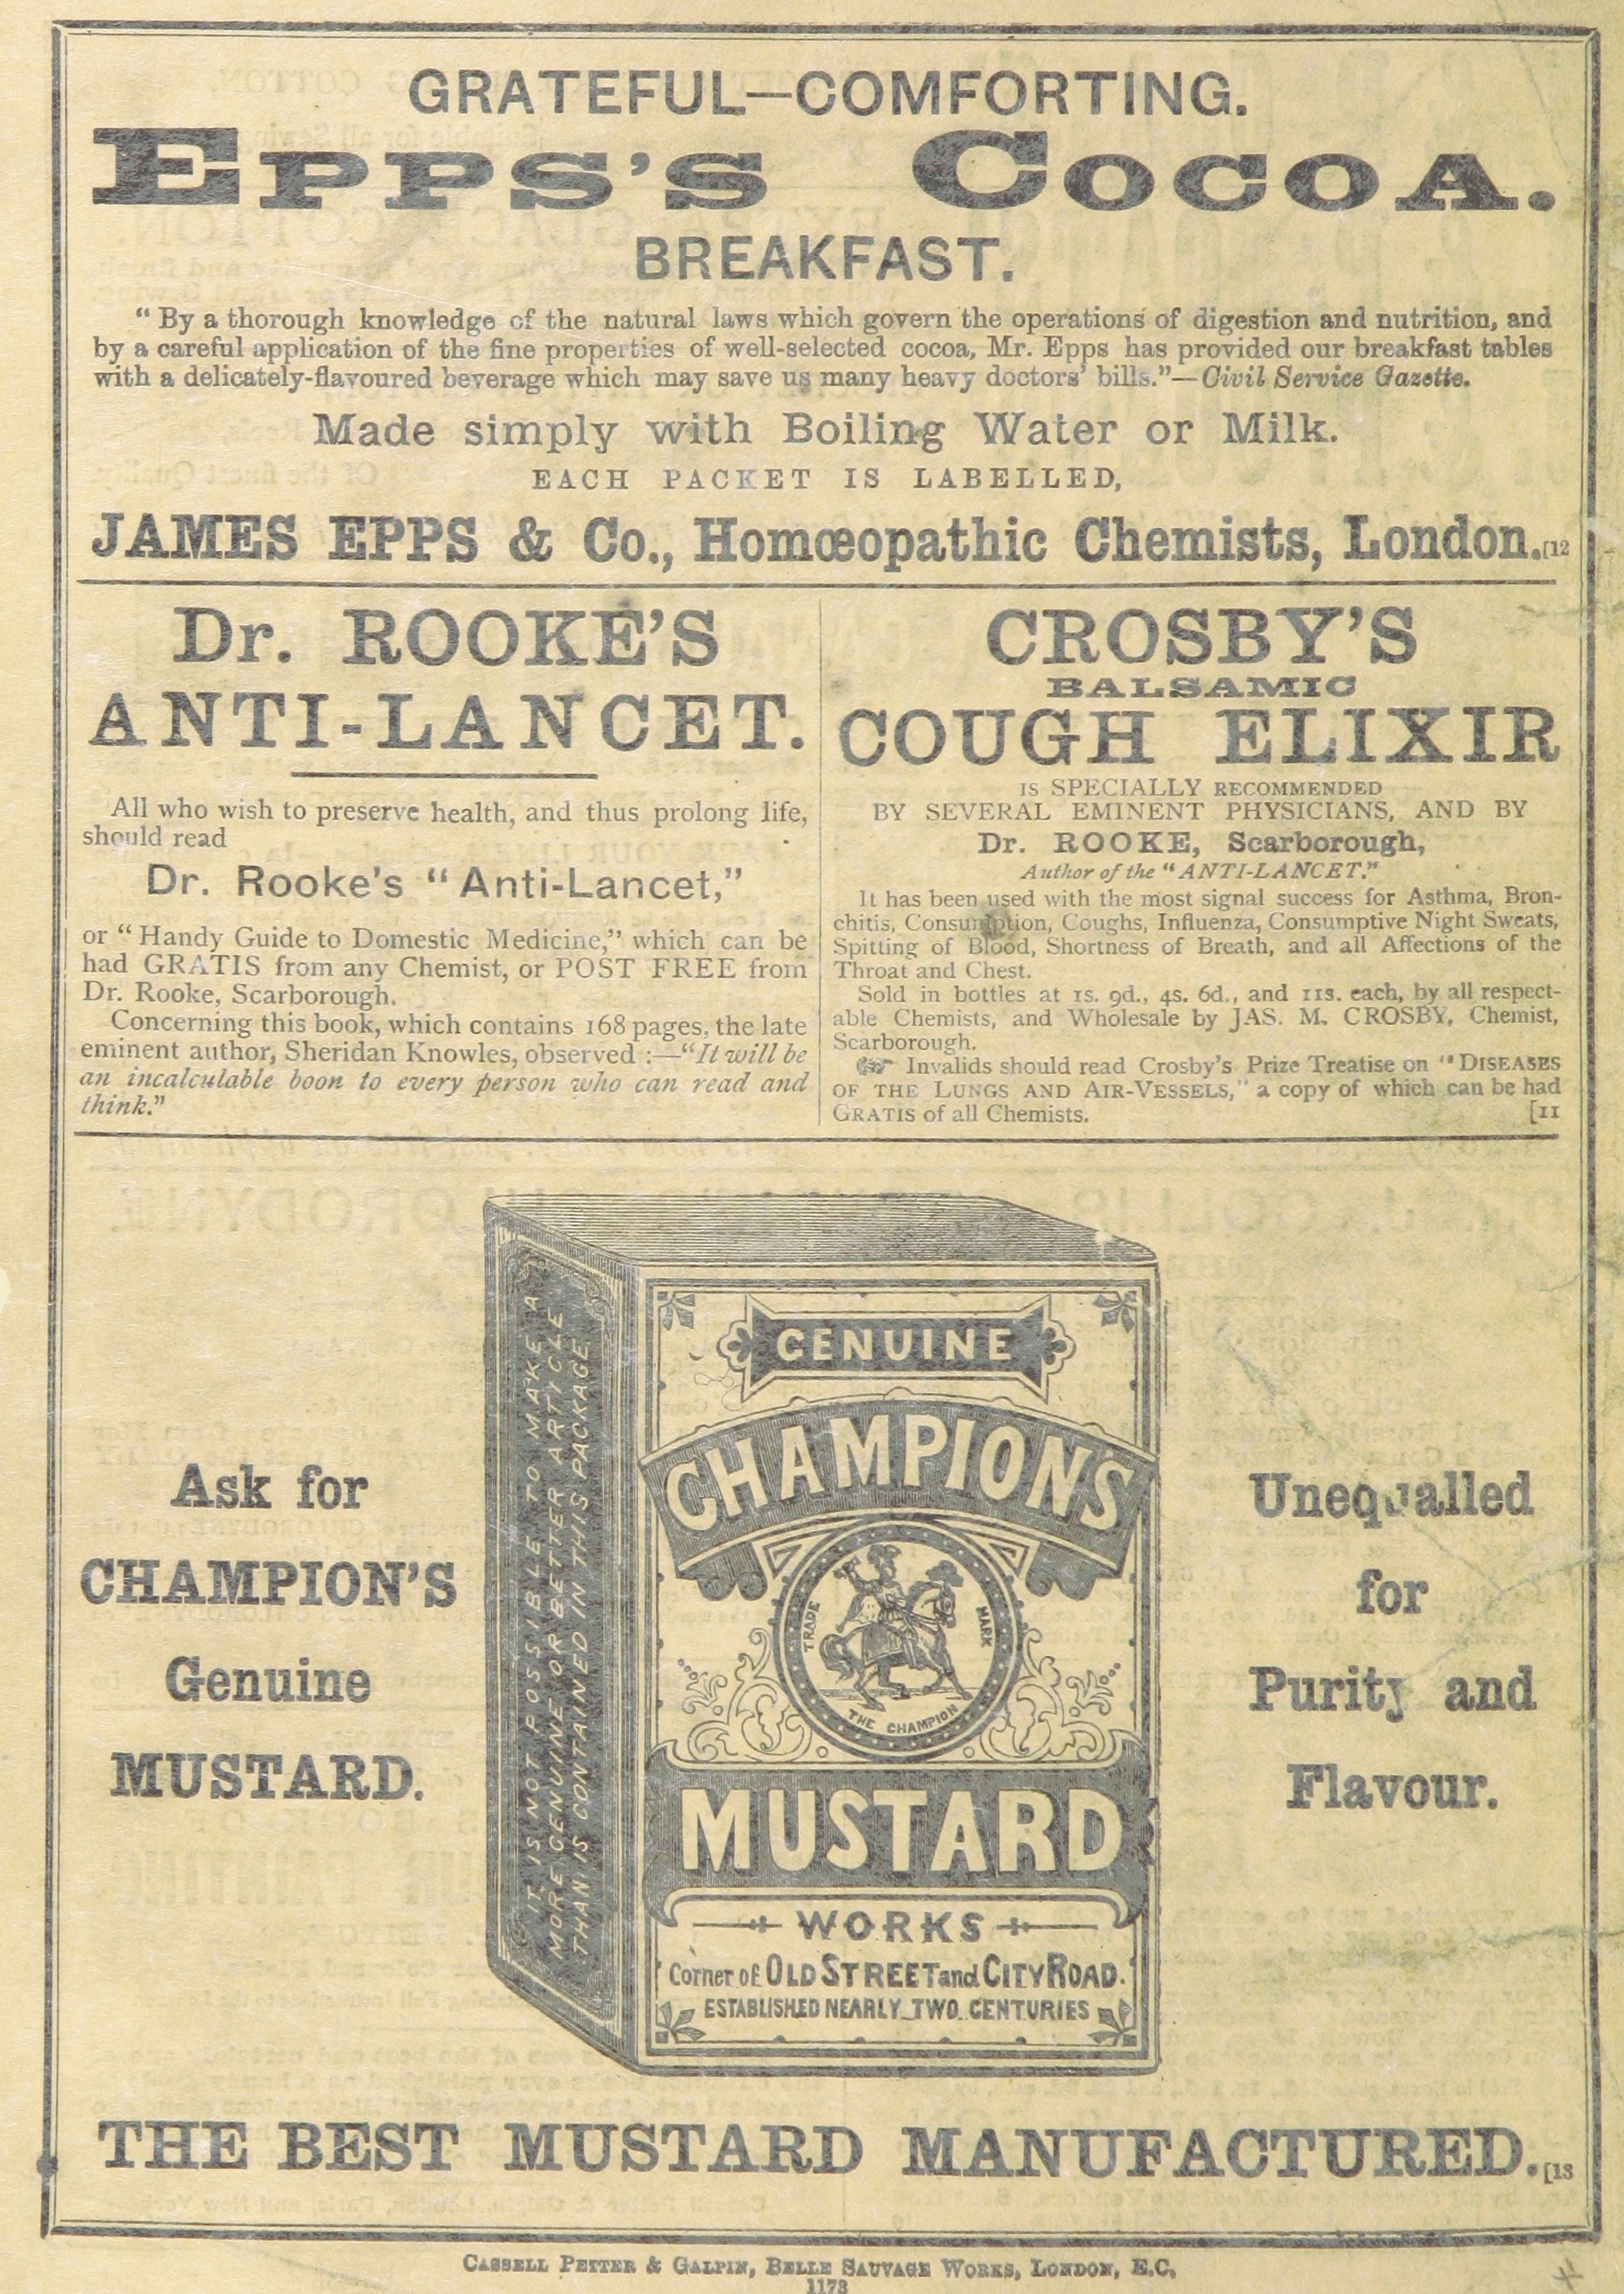 GRATEFUL—COMFORTING.
EPPS'S COCOA.
BREAKFAST.
"By a thorough knowledge of the natural laws which govern the operations of digestion and nutrition, and
by a careful application of the fine properties of well-selected cocoa, Mr. Epps has provided our breakfast tables
with a delicately-flavoured beverage which may save us many heavy doctors' bills."—Civil Service Gazette.
Made simply with Boiling Water or Milk.
EACH PACKET IS LABELLED,
JAMES EPPS & Co., Homœopathic Chemists, London.[12
Dr. ROOKE'S
ANTI-LANCET.
All who wish to preserve health, and thus prolong life,
should read
Dr. Rooke's "Anti-Lancet,"
or "Handy Guide to Domestic Medicine," which can be
had GRATIS from any Chemist, or POST FREE from
Dr. Rooke, Scarborough.
Concerning this book, which contains 168 pages, the late
eminent author, Sheridan Knowles, observed :—"It will be
an incalculable boon to every person who can read and
think."
CROSBY'S
BALSAMIC
COUGH ELIXIR
IS SPECIALLY RECOMMENDED
BY SEVERAL EMINENT PHYSICIANS, AND BY
Dr. ROOKE, Scarborough,
Author of the "ANTI-LANCET."
It has been used with the most signal success for Asthma, Bron-
chitis, Consumption, Coughs, Influenza, Consumptive Night Sweats,
Spitting of Blood, Shortness of Breath, and all Affections of the
Throat and Chest.
Sold in bottles at 1s. 9d., 4s. 6d., and 11s. each, by all respect-
able Chemists, and Wholesale by JAS. M. CROSBY, Chemist,
Scarborough.
☞ Invalids should read Crosby's Prize Treatise on "DISEASES
OF THE LUNGS AND AIR-VESSELS," a copy of which can be had
GRATIS of all Chemists. [11
Ask for
CHAMPION'S
Genuine
MUSTARD.
IT IS NOT POSSIBLE TO MAKE A
MORE GENUINE OR BETTER ARTICLE
THAN IS CONTAINED IN THIS PACKAGE
GENUINE
CHAMPIONS
TRADE MARK
THE CHAMPION
MUSTARD
WORKS
Corner of OLD STREET and CITY ROAD.
ESTABLISHED NEARLY TWO CENTURIES
Unequalled
for
Purity and
Flavour.
THE BEST MUSTARD MANUFACTURED.[13
CASSELL PETTER & GALPIN, BELLE SAUVAGE WORKS, LONDON, E.C.
1173